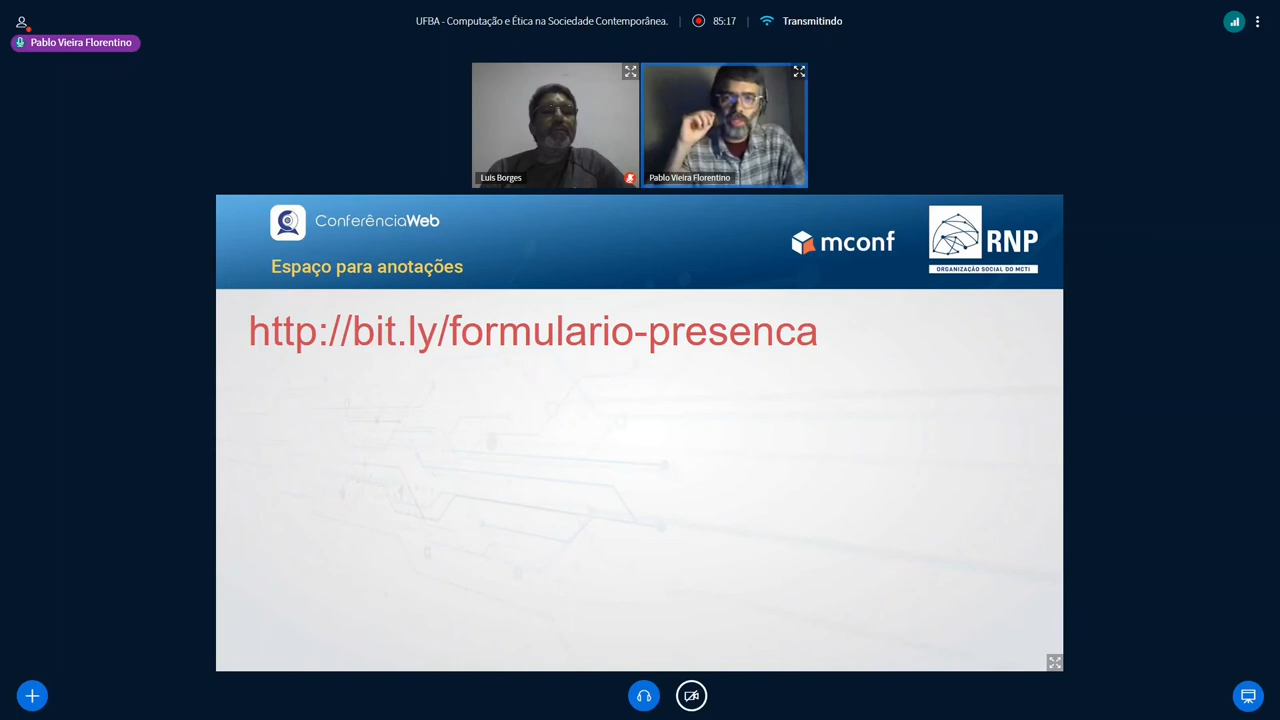 UFBA - Computação e Ética na Sociedade Contemporânea.
85:17
Transmitindo
Pablo Vieira Florentino
Luis Borges
Pablo Vieira Florentino
ConferênciaWeb
mconf
RNP
ORGANIZAÇÃO SOCIAL DO MCTI
Espaço para anotações
http://bit.ly/formulario-presenca